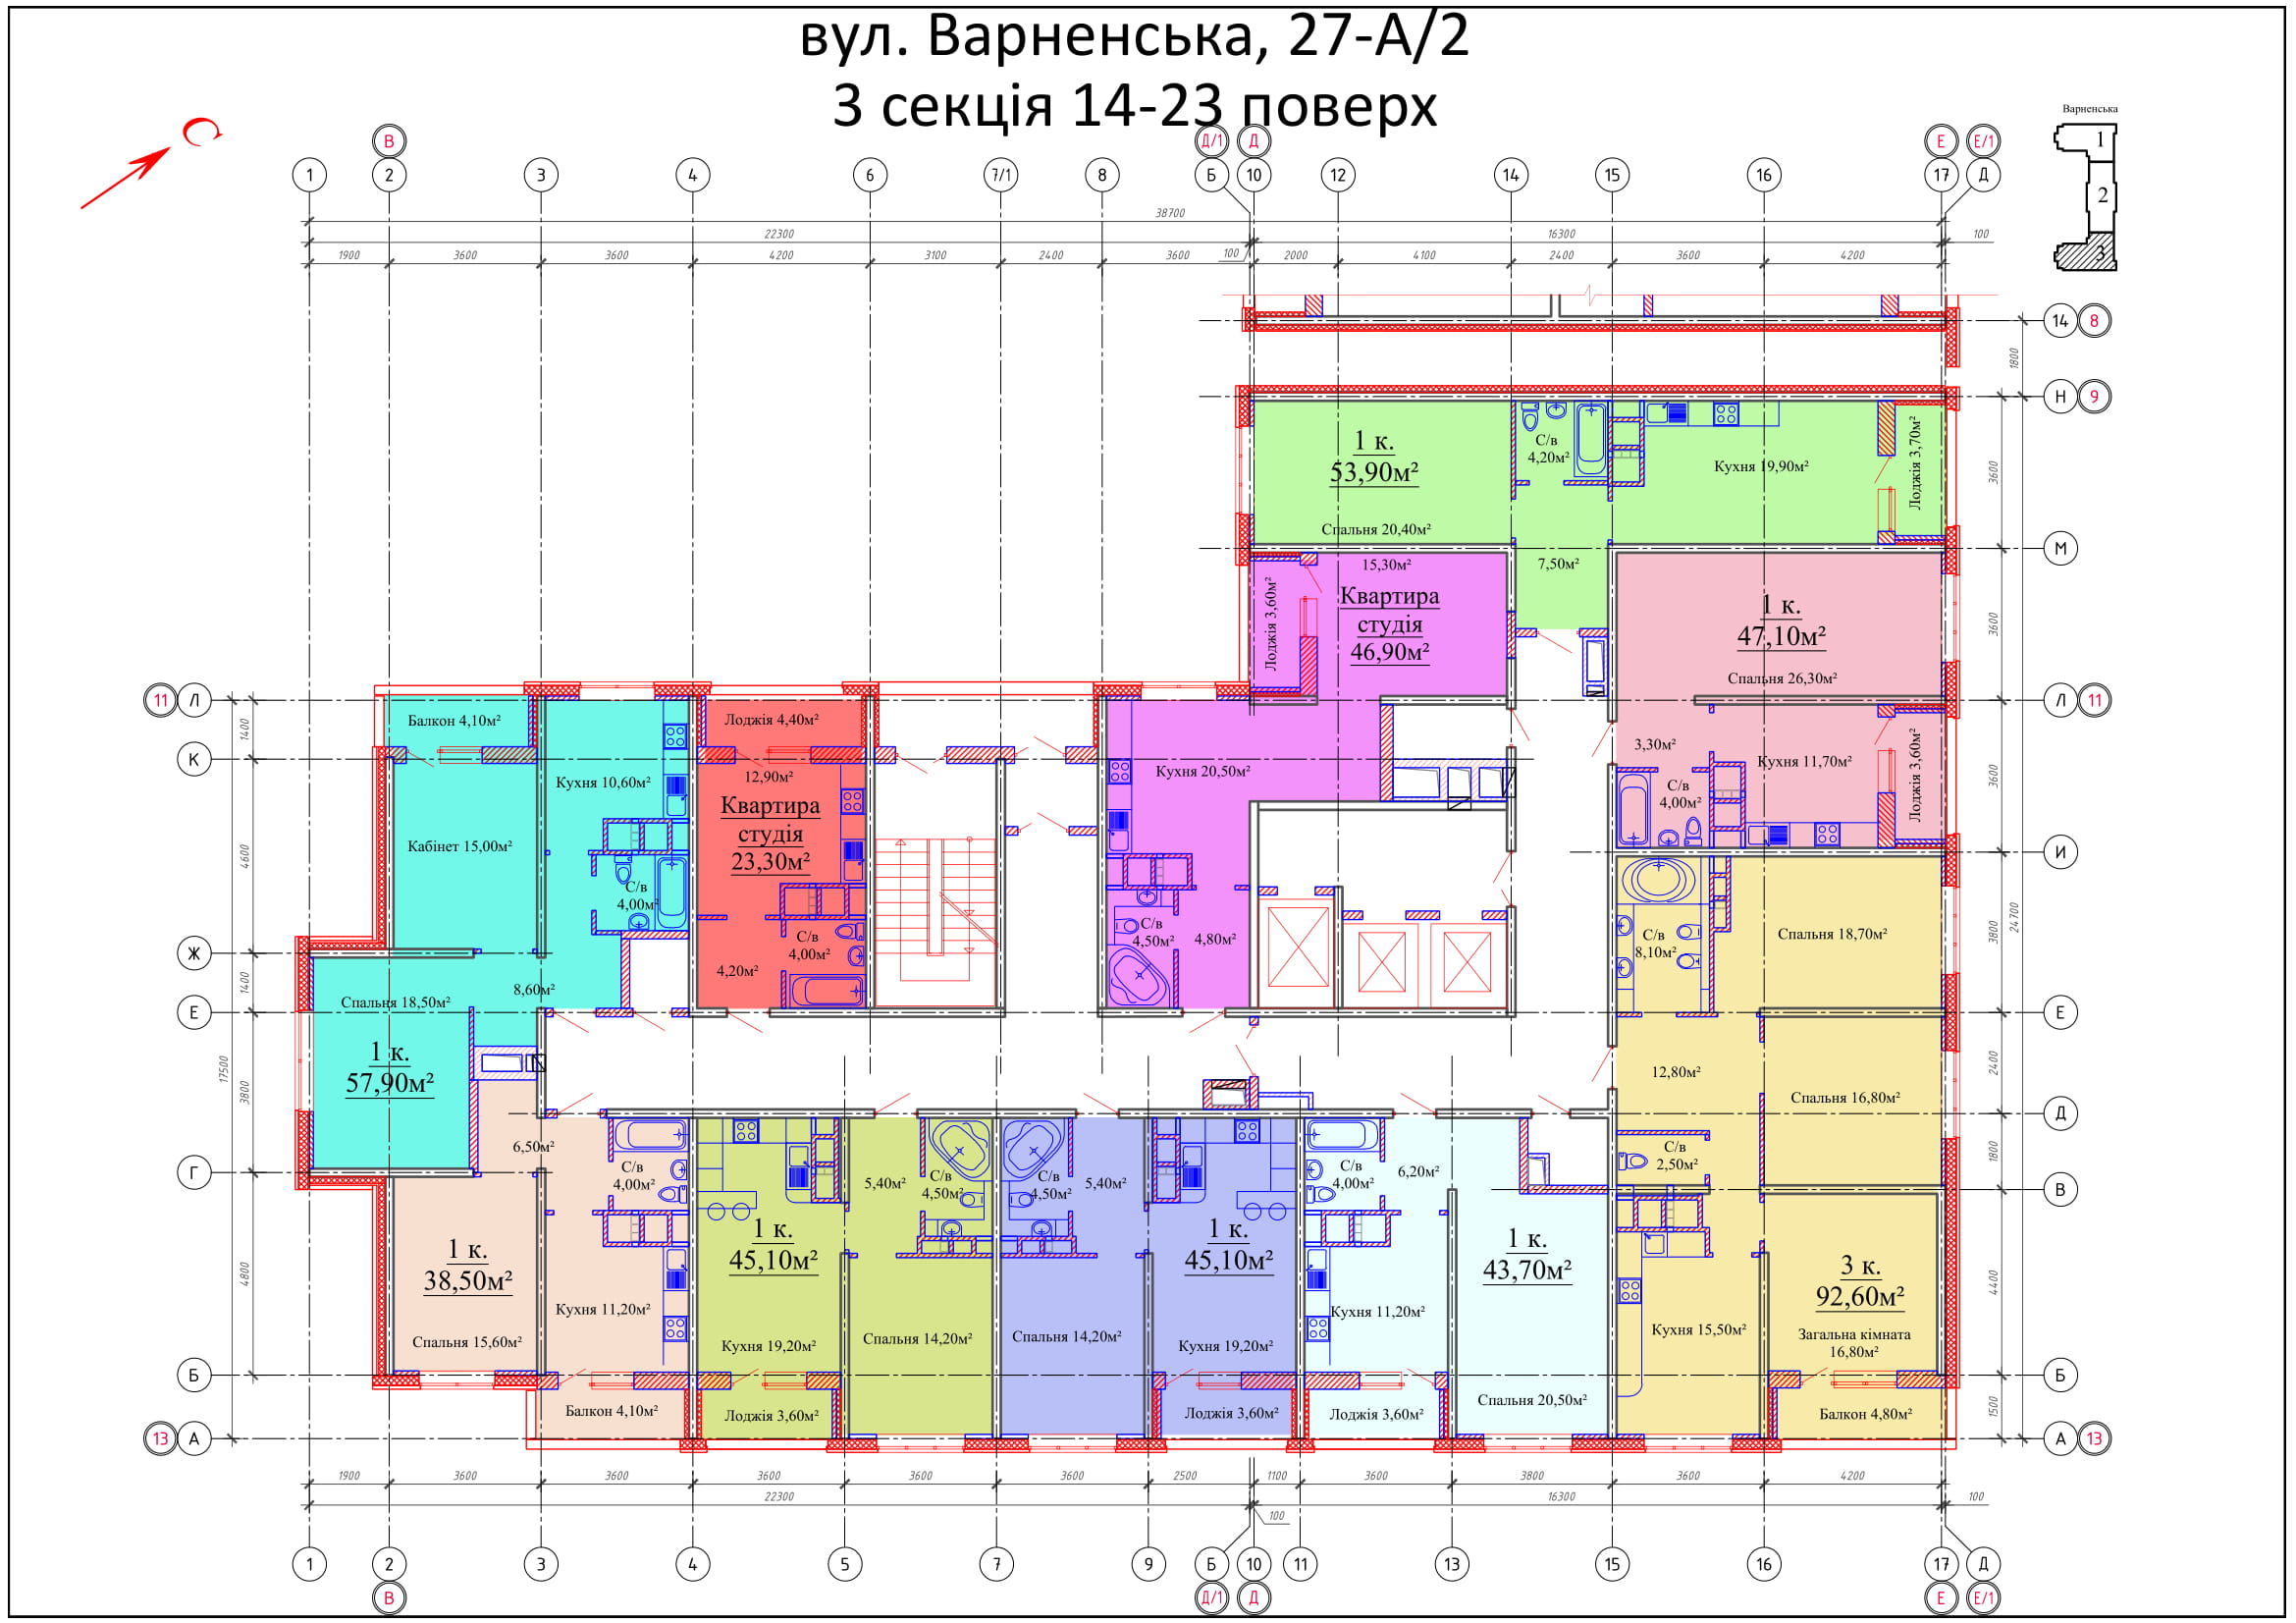 вул. Варненська, 27-А/2
3 секція 14-23 поверх
С
Варненська
1
2
3
В Д/1 Д Е Е/1
1 2 3 4 6 7/1 8 Б 10 12 14 15 16 17 Д
38700
22300 16300 100
1900 3600 3600 4200 3100 2400 3600 100 2000 4100 2400 3600 4200
14 8
1800
Н 9
1 к.
53,90м²
С/в
4,20м²
Кухня 19,90м²
Лоджія 3,70м²
Спальня 20,40м²
7,50м²
3600
М
15,30м²
Квартира
студія
46,90м²
Лоджія 3,60м²
1 к.
47,10м²
Спальня 26,30м²
3600
11 Л
Л 11
Балкон 4,10м²
Лоджія 4,40м²
1400
К
3,30м²
Кухня 11,70м²
С/в
4,00м²
Лоджія 3,60м²
3600
Кухня 10,60м²
12,90м²
Квартира
студія
23,30м²
Кухня 20,50м²
Кабінет 15,00м²
4600
И
С/в
4,00м²
С/в
4,00м²
4,20м²
С/в
4,50м²
4,80м²
С/в
8,10м²
Спальня 18,70м²
3800
24700
Ж
1400
Спальня 18,50м²
8,60м²
Е
Е
1 к.
57,90м²
17500
3800
12,80м²
Спальня 16,80м²
2400
Д
6,50м²
С/в
4,00м²
5,40м²
С/в
4,50м²
С/в
4,50м²
5,40м²
С/в
4,00м²
6,20м²
С/в
2,50м²
1800
Г
В
1 к.
38,50м²
1 к.
45,10м²
1 к.
45,10м²
1 к.
43,70м²
3 к.
92,60м²
4800
4400
Кухня 11,20м²
Спальня 15,60м²
Кухня 19,20м²
Спальня 14,20м²
Спальня 14,20м²
Кухня 19,20м²
Кухня 11,20м²
Спальня 20,50м²
Кухня 15,50м²
Загальна кімната
16,80м²
Б
Б
Балкон 4,10м²
Лоджія 3,60м²
Лоджія 3,60м²
Лоджія 3,60м²
Балкон 4,80м²
1500
13 А
А 13
1900 3600 3600 3600 3600 3600 2500 1100 3600 3800 3600 4200
22300 16300 100
100
1 2 3 4 5 7 9 Б 10 11 13 15 16 17 Д
В Д/1 Д Е Е/1